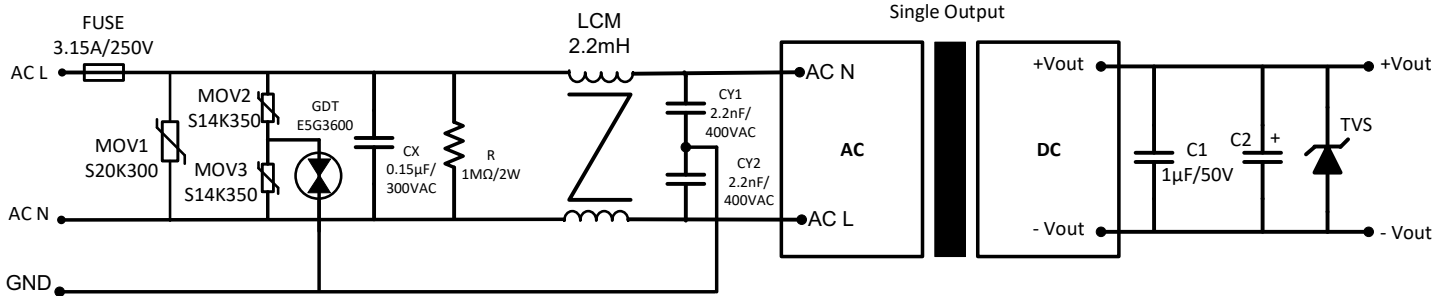 Single Output
FUSE
3.15A/250V
LCM
2.2mH
AC L
AC N
+Vout
+Vout
MOV2
S14K350
GDT
E5G3600
CY1
2.2nF/
400VAC
MOV1
S20K300
MOV3
S14K350
CX
0.15µF/
300VAC
R
1MΩ/2W
CY2
2.2nF/
400VAC
AC
DC
C1
1µF/50V
C2
+
TVS
AC N
AC L
- Vout
- Vout
GND